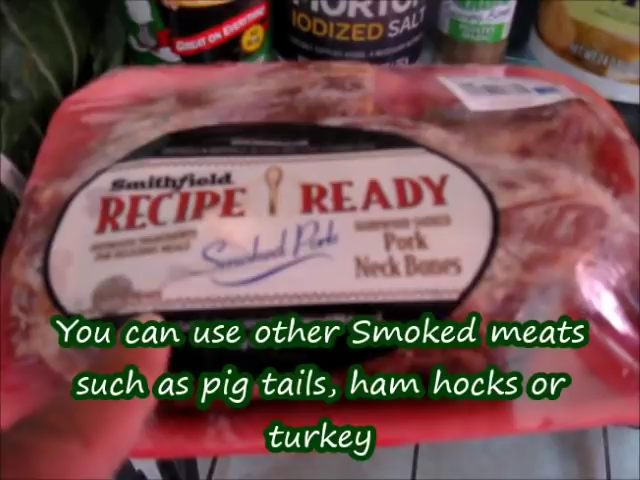 GREAT ON EVERYTHING
MORTON
IODIZED SALT
Smithfield
RECIPE READY
Smoked Pork
Pork
Neck Bones
You can use other Smoked meats
such as pig tails, ham hocks or
turkey